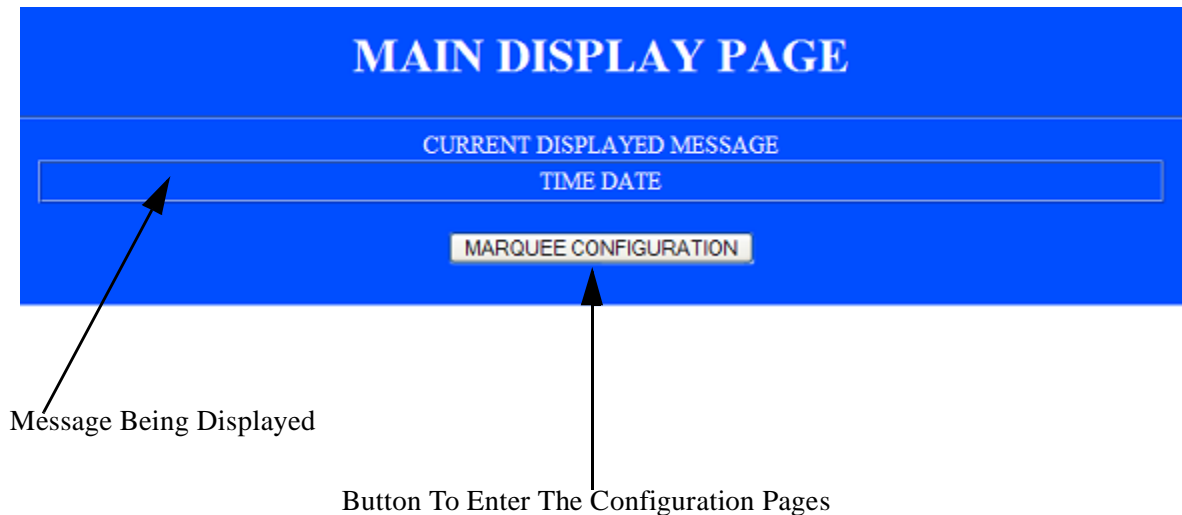 MAIN DISPLAY PAGE
CURRENT DISPLAYED MESSAGE
TIME DATE
MARQUEE CONFIGURATION
Message Being Displayed
Button To Enter The Configuration Pages